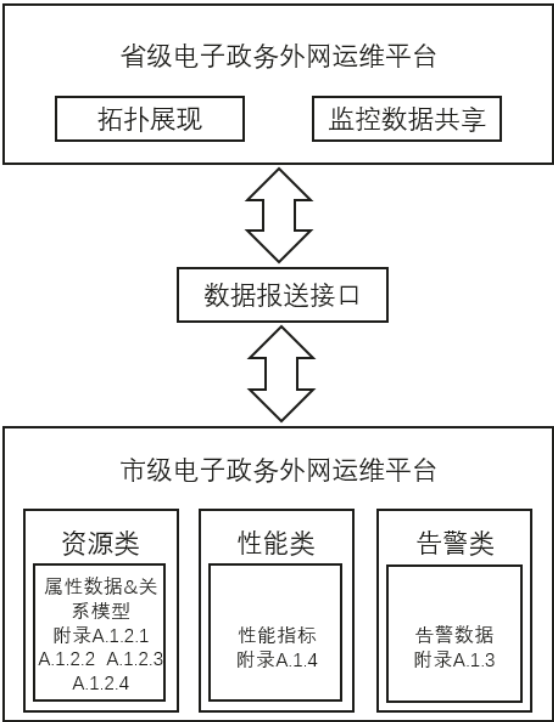 省级电子政务外网运维平台
拓扑展现
监控数据共享
数据报送接口
市级电子政务外网运维平台
资源类
属性数据&关
系模型
附录A.1.2.1
A.1.2.2 A.1.2.3
A.1.2.4
性能类
性能指标
附录A.1.4
告警类
告警数据
附录A.1.3